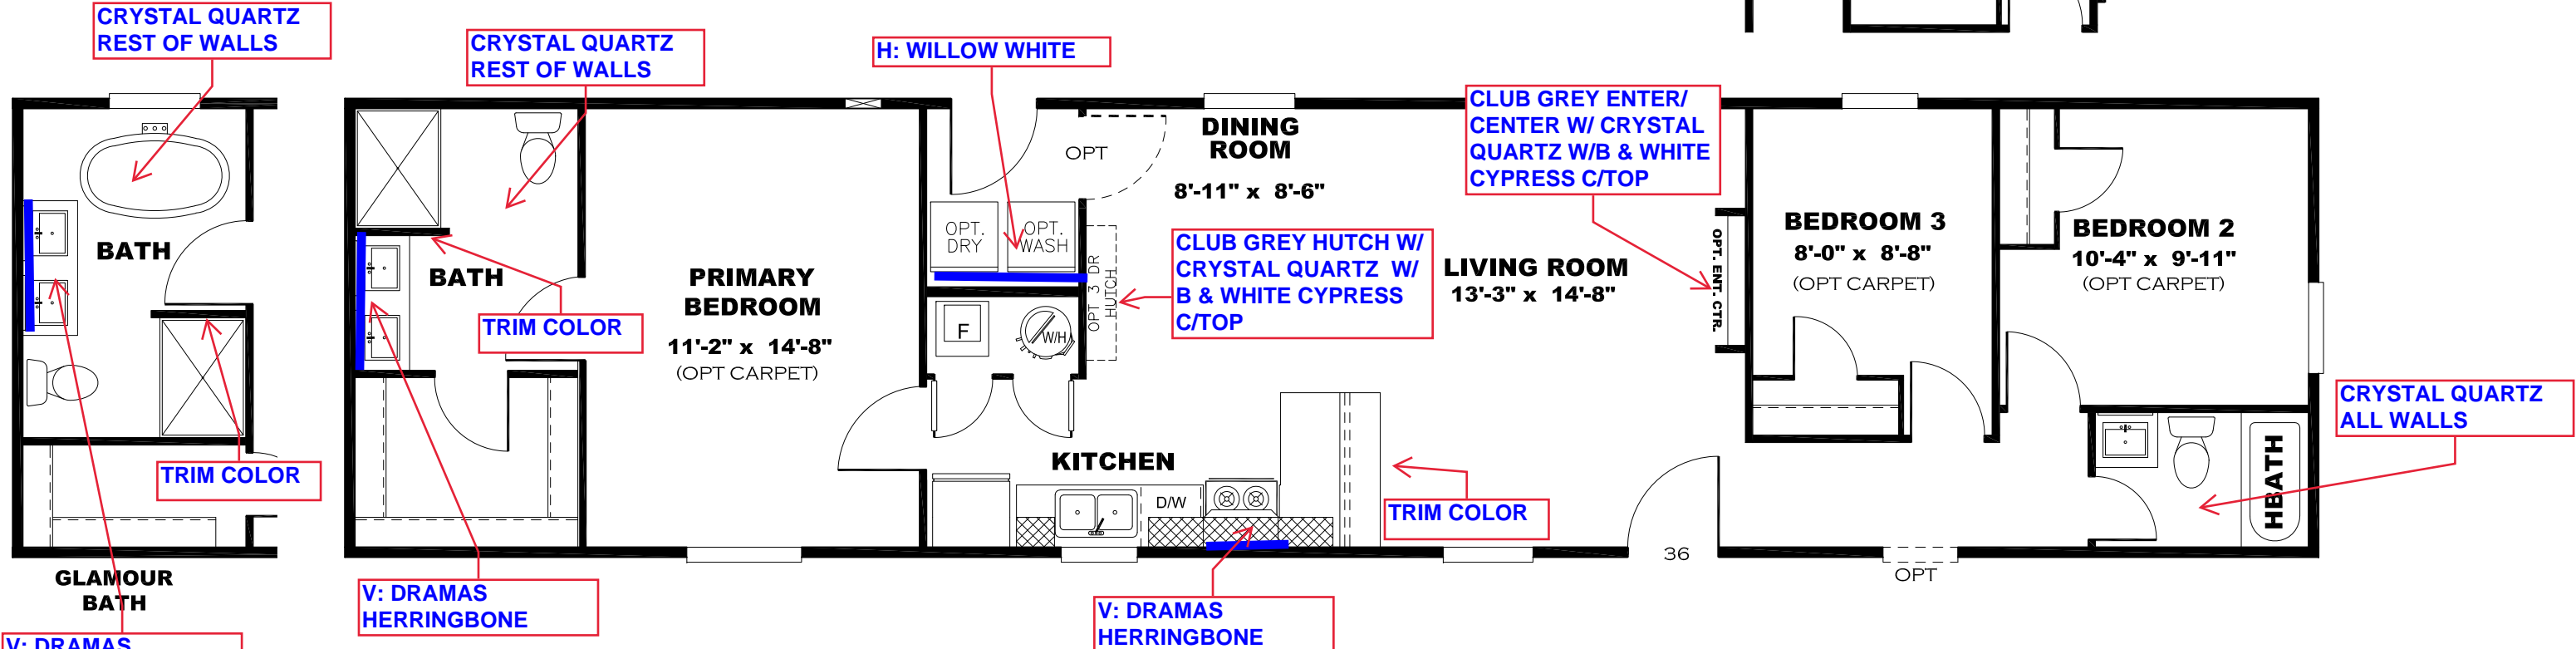 CRYSTAL QUARTZ
REST OF WALLS
CRYSTAL QUARTZ
REST OF WALLS
H: WILLOW WHITE
CLUB GREY ENTER/
CENTER W/ CRYSTAL
QUARTZ W/B & WHITE
CYPRESS C/TOP
DINING
ROOM
8'-11" x 8'-6"
OPT
OPT.
DRY
OPT.
WASH
OPT 3 DR
HUTCH
CLUB GREY HUTCH W/
CRYSTAL QUARTZ W/
B & WHITE CYPRESS
C/TOP
LIVING ROOM
13'-3" x 14'-8"
OPT. ENT. CTR.
BEDROOM 3
8'-0" x 8'-8"
(OPT CARPET)
BEDROOM 2
10'-4" x 9'-11"
(OPT CARPET)
BATH
BATH
PRIMARY
BEDROOM
11'-2" x 14'-8"
(OPT CARPET)
TRIM COLOR
F
W/H
CRYSTAL QUARTZ
ALL WALLS
HBATH
KITCHEN
D/W
TRIM COLOR
TRIM COLOR
36
OPT
GLAMOUR
BATH
V: DRAMAS
HERRINGBONE
V: DRAMAS
HERRINGBONE
V: DRAMAS